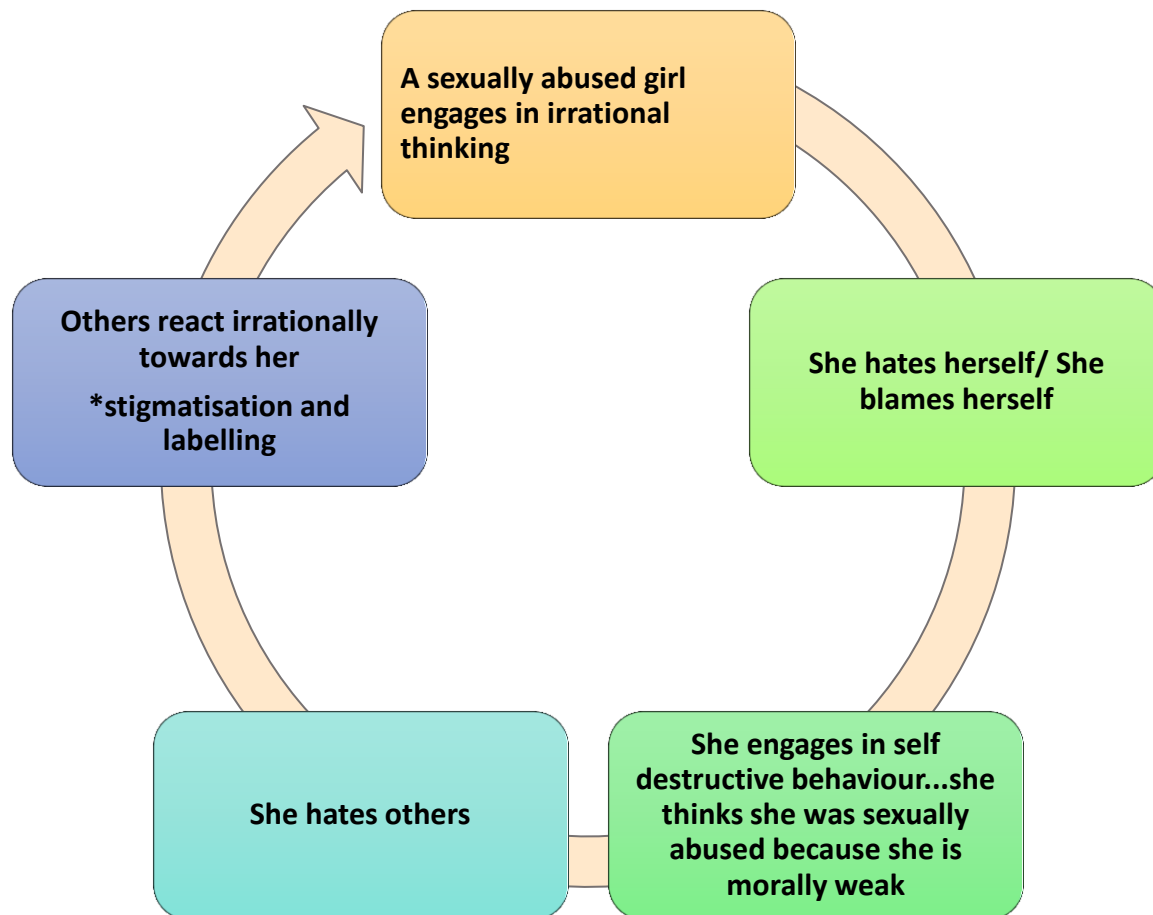 A sexually abused girl
engages in irrational
thinking
She hates herself/ She
blames herself
She engages in self
destructive behaviour...she
thinks she was sexually
abused because she is
morally weak
She hates others
Others react irrationally
towards her
*stigmatisation and
labelling